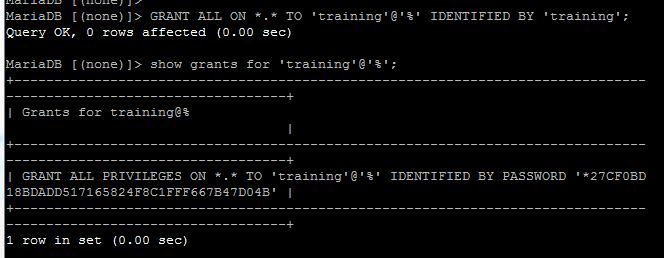 MariaDB [(none)]>
MariaDB [(none)]> GRANT ALL ON *.* TO 'training'@'%' IDENTIFIED BY 'training';
Query OK, 0 rows affected (0.00 sec)
MariaDB [(none)]> show grants for 'training'@'%';
+--------------------------------------------------------------------------------
-----------------------------------+
| Grants for training@%
|
+--------------------------------------------------------------------------------
-----------------------------------+
| GRANT ALL PRIVILEGES ON *.* TO 'training'@'%' IDENTIFIED BY PASSWORD '*27CF0BD
18BDADD517165824F8C1FFF667B47D04B' |
+--------------------------------------------------------------------------------
-----------------------------------+
1 row in set (0.00 sec)